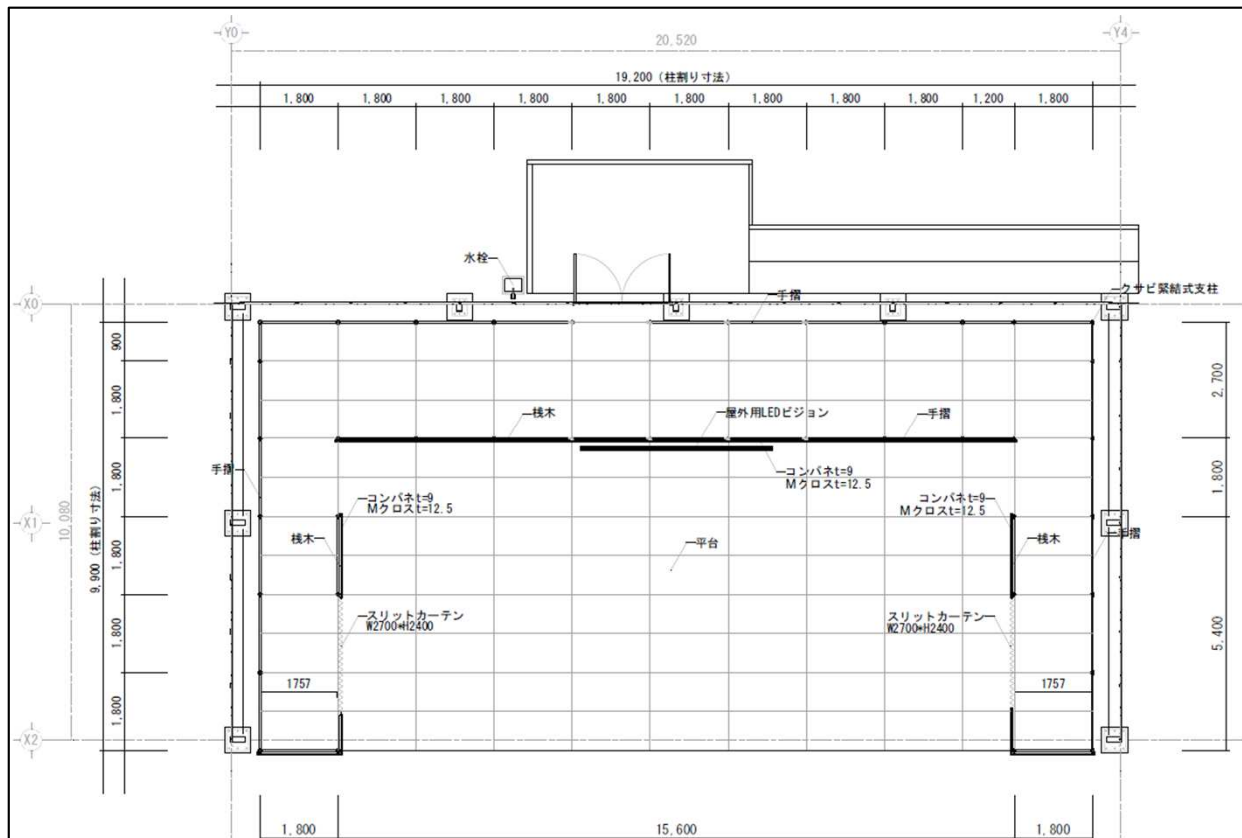 Y0
Y4
20,520
19,200 (柱割り寸法)
1,800
1,800
1,800
1,800
1,800
1,800
1,800
1,800
1,800
1,200
1,800
水栓
X0
手摺
クサビ緊結式支柱
900
1,800
1,800
1,800
1,800
1,800
9,900 (柱割り寸法)
10,080
桟木
屋外用LEDビジョン
手摺
2,700
1,800
5,400
手摺
コンパネt=9
Mクロスt=12.5
コンパネt=9
Mクロスt=12.5
コンパネt=9
Mクロスt=12.5
X1
桟木
平台
桟木
手摺
スリットカーテン
W2700*H2400
スリットカーテン
W2700*H2400
1757
1757
X2
1,800
15,600
1,800